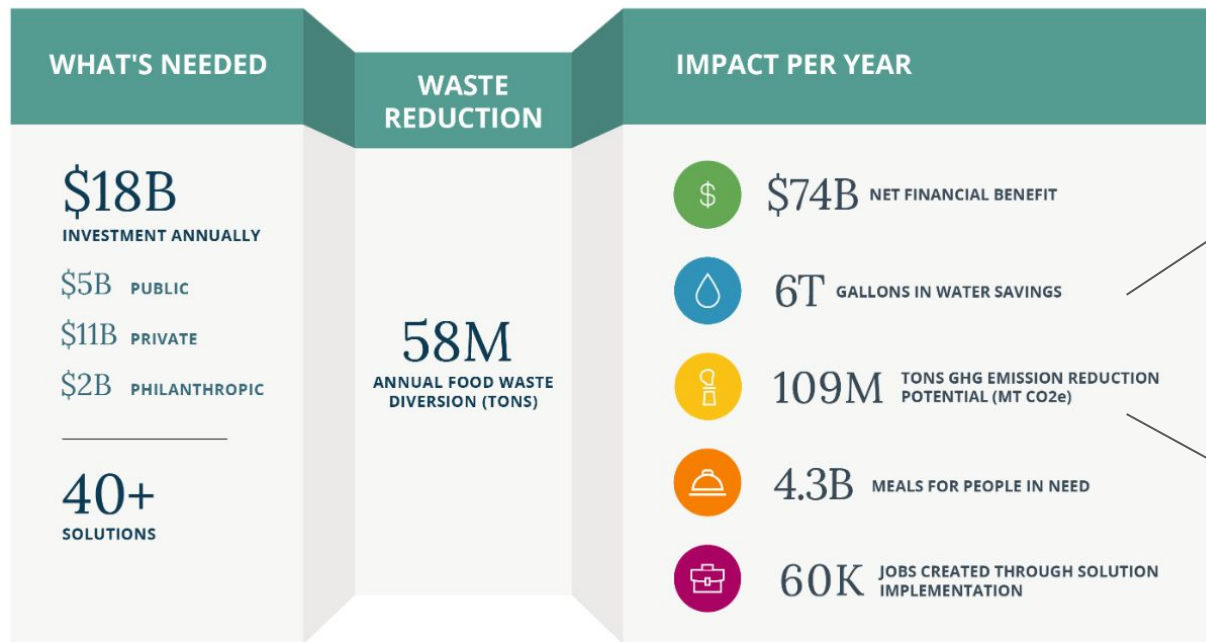 WHAT'S NEEDED
$18B
INVESTMENT ANNUALLY
$5B PUBLIC
$11B PRIVATE
$2B PHILANTHROPIC
40+
SOLUTIONS
WASTE
REDUCTION
58M
ANNUAL FOOD WASTE
DIVERSION (TONS)
IMPACT PER YEAR
$
$74B NET FINANCIAL BENEFIT
6T GALLONS IN WATER SAVINGS
109M TONS GHG EMISSION REDUCTION
POTENTIAL (MT CO2e)
4.3B MEALS FOR PEOPLE IN NEED
60K JOBS CREATED THROUGH SOLUTION
IMPLEMENTATION